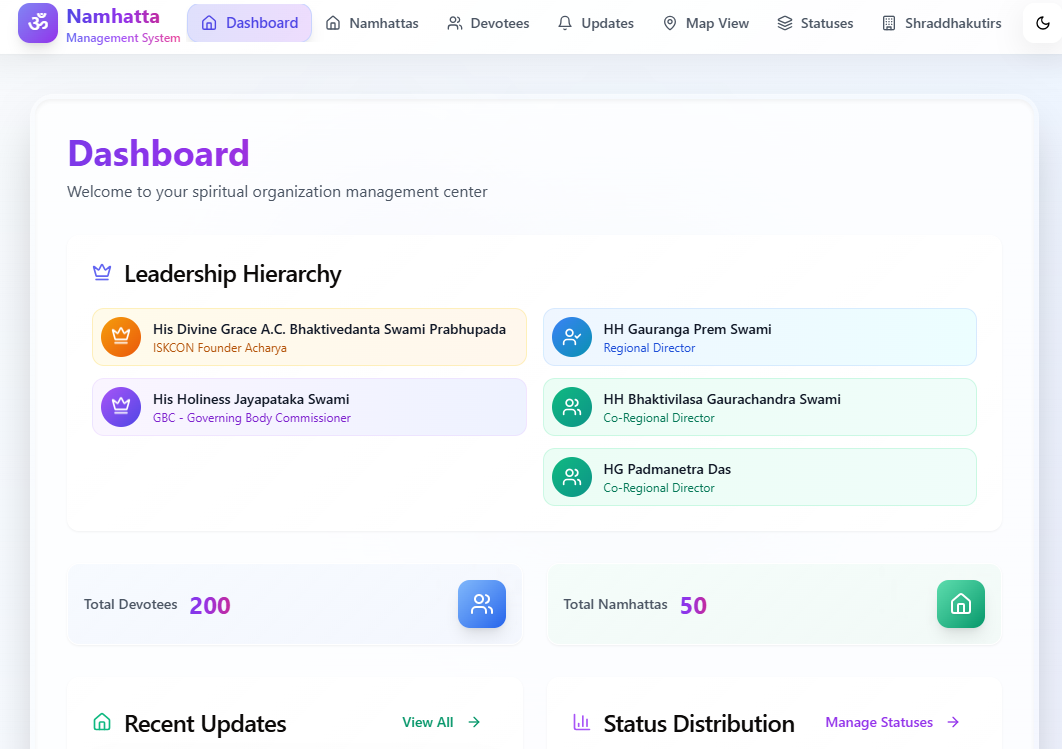 ॐ
Namhatta
Management System
Dashboard
Namhattas
Devotees
Updates
Map View
Statuses
Shraddhakutirs
Dashboard
Welcome to your spiritual organization management center
Leadership Hierarchy
His Divine Grace A.C. Bhaktivedanta Swami Prabhupada
ISKCON Founder Acharya
His Holiness Jayapataka Swami
GBC - Governing Body Commissioner
HH Gauranga Prem Swami
Regional Director
HH Bhaktivilasa Gaurachandra Swami
Co-Regional Director
HG Padmanetra Das
Co-Regional Director
Total Devotees 200
Total Namhattas 50
Recent Updates
View All
Status Distribution
Manage Statuses